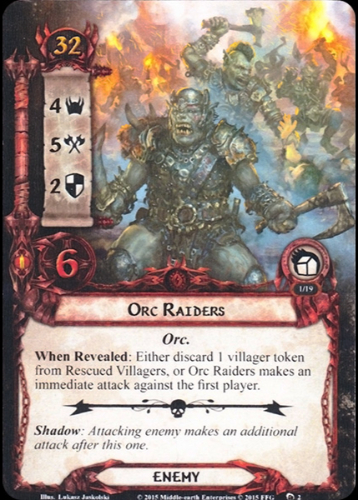 32
4
5
2
6
1/19
ORC RAIDERS
Orc.
When Revealed: Either discard 1 villager token
from Rescued Villagers, or Orc Raiders makes an
immediate attack against the first player.
Shadow: Attacking enemy makes an additional
attack after this one.
ENEMY
Illus. Lukasz Jaskolski © 2015 Middle-earth Enterprises © 2015 FFG 2